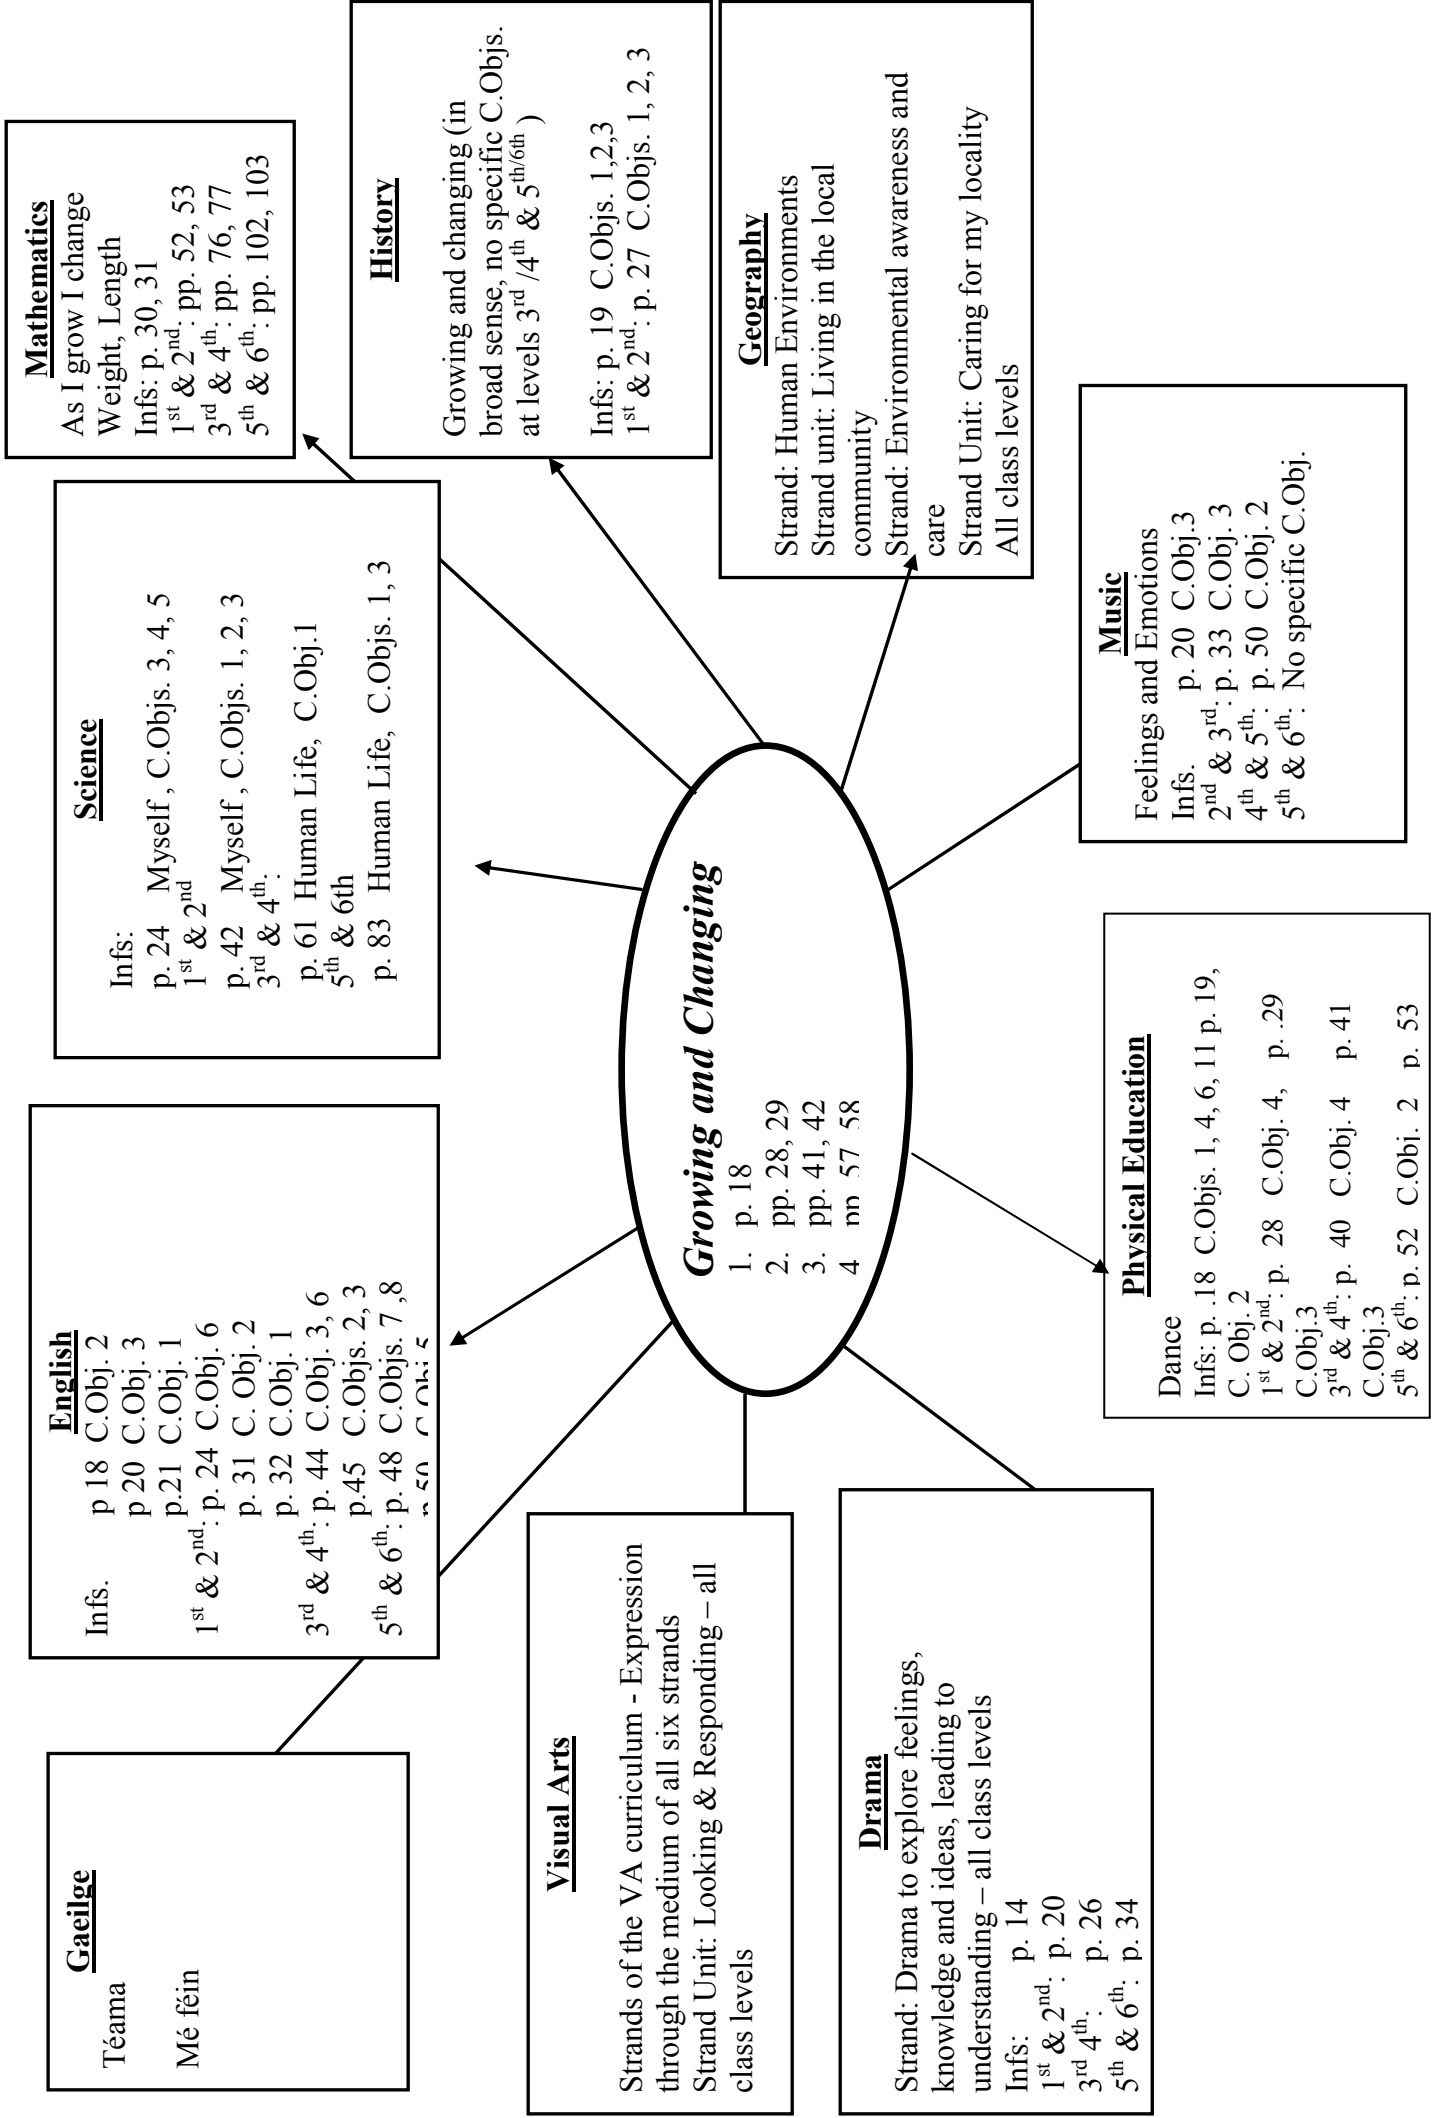 Gaeilge
Téama
Mé féin
English
Infs. p 18 C.Obj. 2
p 20 C.Obj. 3
p.21 C.Obj. 1
1st & 2nd: p. 24 C.Obj. 6
p. 31 C. Obj. 2
p. 32 C.Obj. 1
3rd & 4th: p. 44 C.Obj. 3, 6
p.45 C.Objs. 2, 3
5th & 6th: p. 48 C.Objs. 7 ,8
p. 50 C.Obj 5
Science
Infs:
p. 24 Myself , C.Objs. 3, 4, 5
1st & 2nd
p. 42 Myself , C.Objs. 1, 2, 3
3rd & 4th:
p. 61 Human Life, C.Obj.1
5th & 6th
p. 83 Human Life, C.Objs. 1, 3
Mathematics
As I grow I change
Weight, Length
Infs: p. 30, 31
1st & 2nd: pp. 52, 53
3rd & 4th: pp. 76, 77
5th & 6th: pp. 102, 103
History
Growing and changing (in
broad sense, no specific C.Objs.
at levels 3rd /4th & 5th/6th )
Infs: p. 19 C.Objs. 1,2,3
1st & 2nd: p. 27 C.Objs. 1, 2, 3
Visual Arts
Strands of the VA curriculum - Expression
through the medium of all six strands
Strand Unit: Looking & Responding – all
class levels
Growing and Changing
1. p. 18
2. pp. 28, 29
3. pp. 41, 42
4 pp 57 58
Geography
Strand: Human Environments
Strand unit: Living in the local
community
Strand: Environmental awareness and
care
Strand Unit: Caring for my locality
All class levels
Drama
Strand: Drama to explore feelings,
knowledge and ideas, leading to
understanding – all class levels
Infs: p. 14
1st & 2nd: p. 20
3rd 4th: p. 26
5th & 6th: p. 34
Physical Education
Dance
Infs: p. .18 C.Objs. 1, 4, 6, 11 p. 19,
C. Obj. 2
1st & 2nd: p. 28 C.Obj. 4, p. .29
C.Obj.3
3rd & 4th: p. 40 C.Obj. 4 p. 41
C.Obj.3
5th & 6th: p. 52 C.Obj. 2 p. 53
Music
Feelings and Emotions
Infs. p. 20 C.Obj.3
2nd & 3rd: p. 33 C.Obj. 3
4th & 5th: p. 50 C.Obj. 2
5th & 6th: No specific C.Obj.